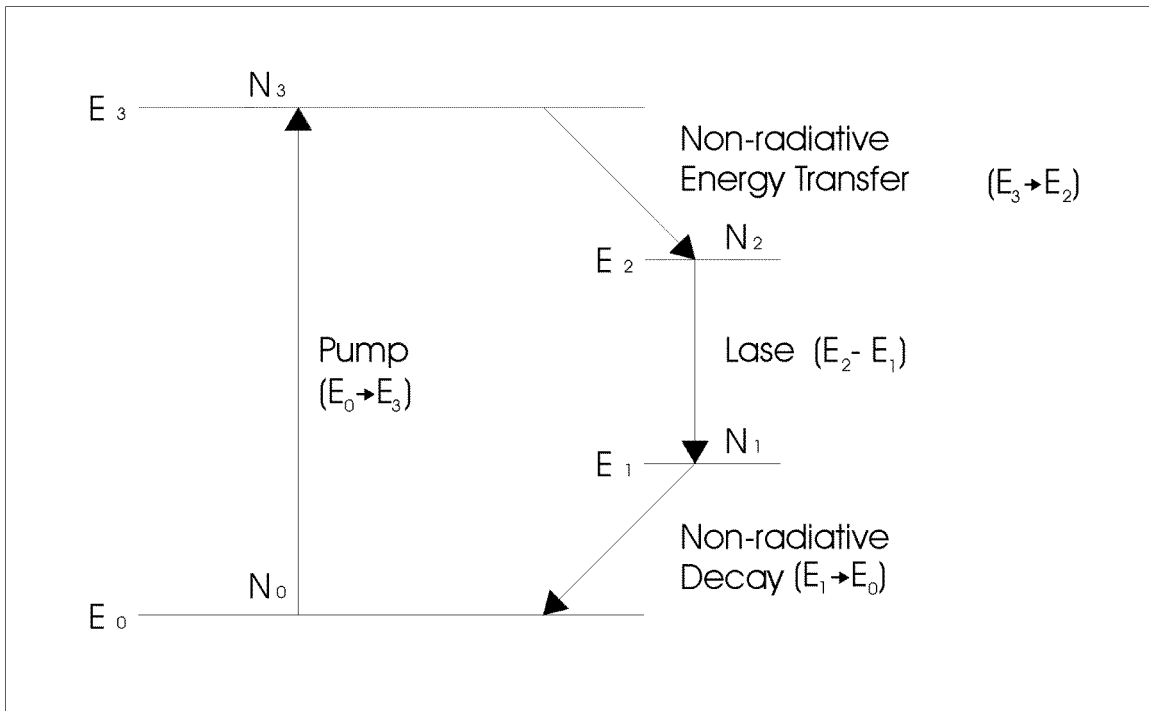 N₃
E₃
Non-radiative
Energy Transfer (E₃→E₂)
N₂
E₂
Pump
(E₀→E₃)
Lase (E₂- E₁)
N₁
E₁
Non-radiative
Decay (E₁→E₀)
N₀
E₀